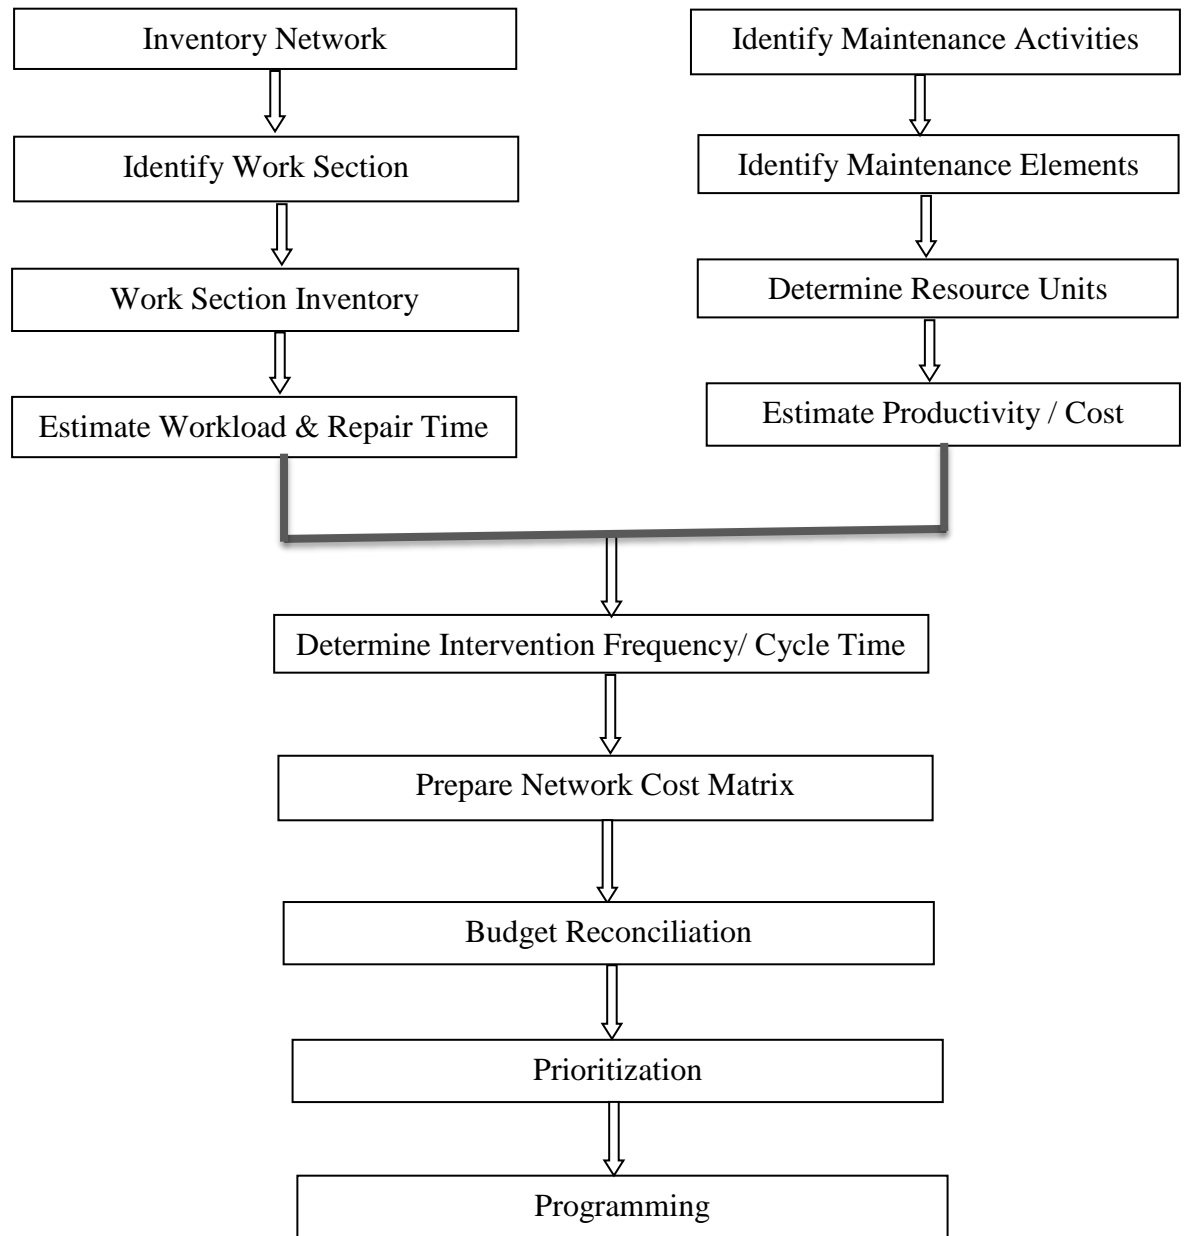 Inventory Network
Identify Maintenance Activities
Identify Work Section
Identify Maintenance Elements
Work Section Inventory
Determine Resource Units
Estimate Workload & Repair Time
Estimate Productivity / Cost
Determine Intervention Frequency/ Cycle Time
Prepare Network Cost Matrix
Budget Reconciliation
Prioritization
Programming